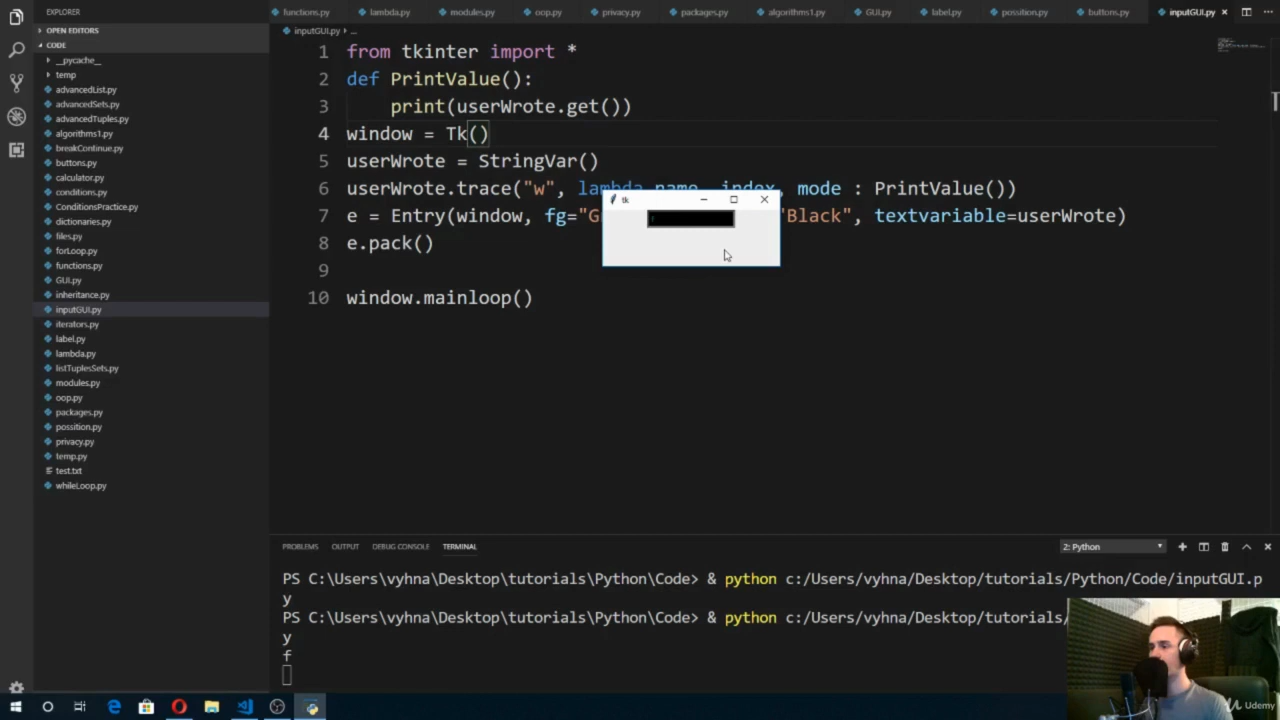 EXPLORER
OPEN EDITORS
CODE
__pycache__
temp
advancedList.py
advancedSets.py
advancedTuples.py
algorithms1.py
breakContinue.py
buttons.py
calculator.py
conditions.py
ConditionsPractice.py
dictionaries.py
files.py
forLoop.py
functions.py
GUI.py
inheritance.py
inputGUI.py
iterators.py
label.py
lambda.py
listTuplesSets.py
modules.py
oop.py
packages.py
possition.py
privacy.py
temp.py
test.txt
whileLoop.py
functions.py lambda.py modules.py oop.py privacy.py packages.py algorithms1.py GUI.py label.py possition.py buttons.py inputGUI.py
inputGUI.py > ...
1 from tkinter import *
2 def PrintValue():
3 print(userWrote.get())
4 window = Tk()
5 userWrote = StringVar()
6 userWrote.trace("w", lambda name, index, mode : PrintValue())
7 e = Entry(window, fg="G "Black", textvariable=userWrote)
8 e.pack()
9
10 window.mainloop()
tk
PROBLEMS OUTPUT DEBUG CONSOLE TERMINAL 2: Python
PS C:\Users\vyhna\Desktop\tutorials\Python\Code> & python c:/Users/vyhna/Desktop/tutorials/Python/Code/inputGUI.p
y
PS C:\Users\vyhna\Desktop\tutorials\Python\Code> & python c:/Users/vyhna/Desktop/tutorials/
y
f
Udemy